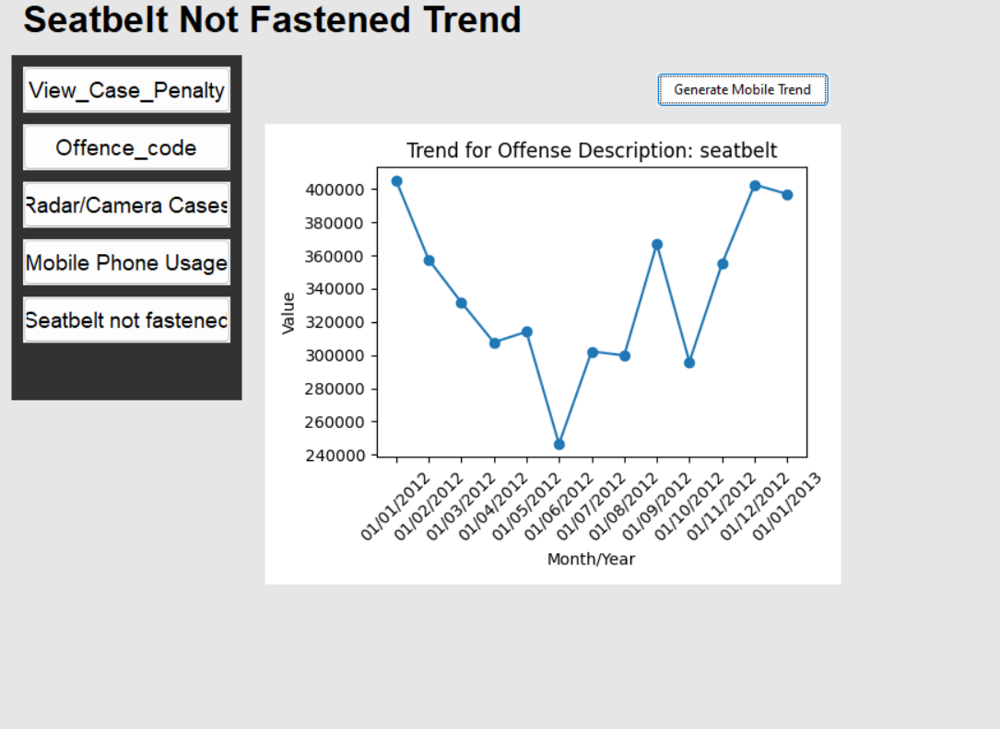 Seatbelt Not Fastened Trend
View_Case_Penalty
Offence_code
Radar/Camera Cases
Mobile Phone Usage
Seatbelt not fastened
Generate Mobile Trend
Trend for Offense Description: seatbelt
400000
380000
360000
340000
320000
300000
280000
260000
240000
Value
01/01/2012
01/02/2012
01/03/2012
01/04/2012
01/05/2012
01/06/2012
01/07/2012
01/08/2012
01/09/2012
01/10/2012
01/11/2012
01/12/2012
01/01/2013
Month/Year